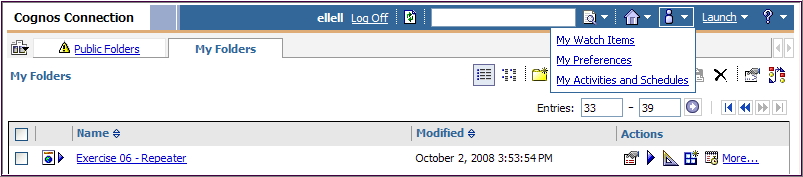 Cognos Connection ellell Log Off Launch ?
My Watch Items
My Preferences
My Activities and Schedules
Public Folders My Folders
My Folders
Entries: 33 - 39
Name Modified Actions
Exercise 06 - Repeater October 2, 2008 3:53:54 PM More...